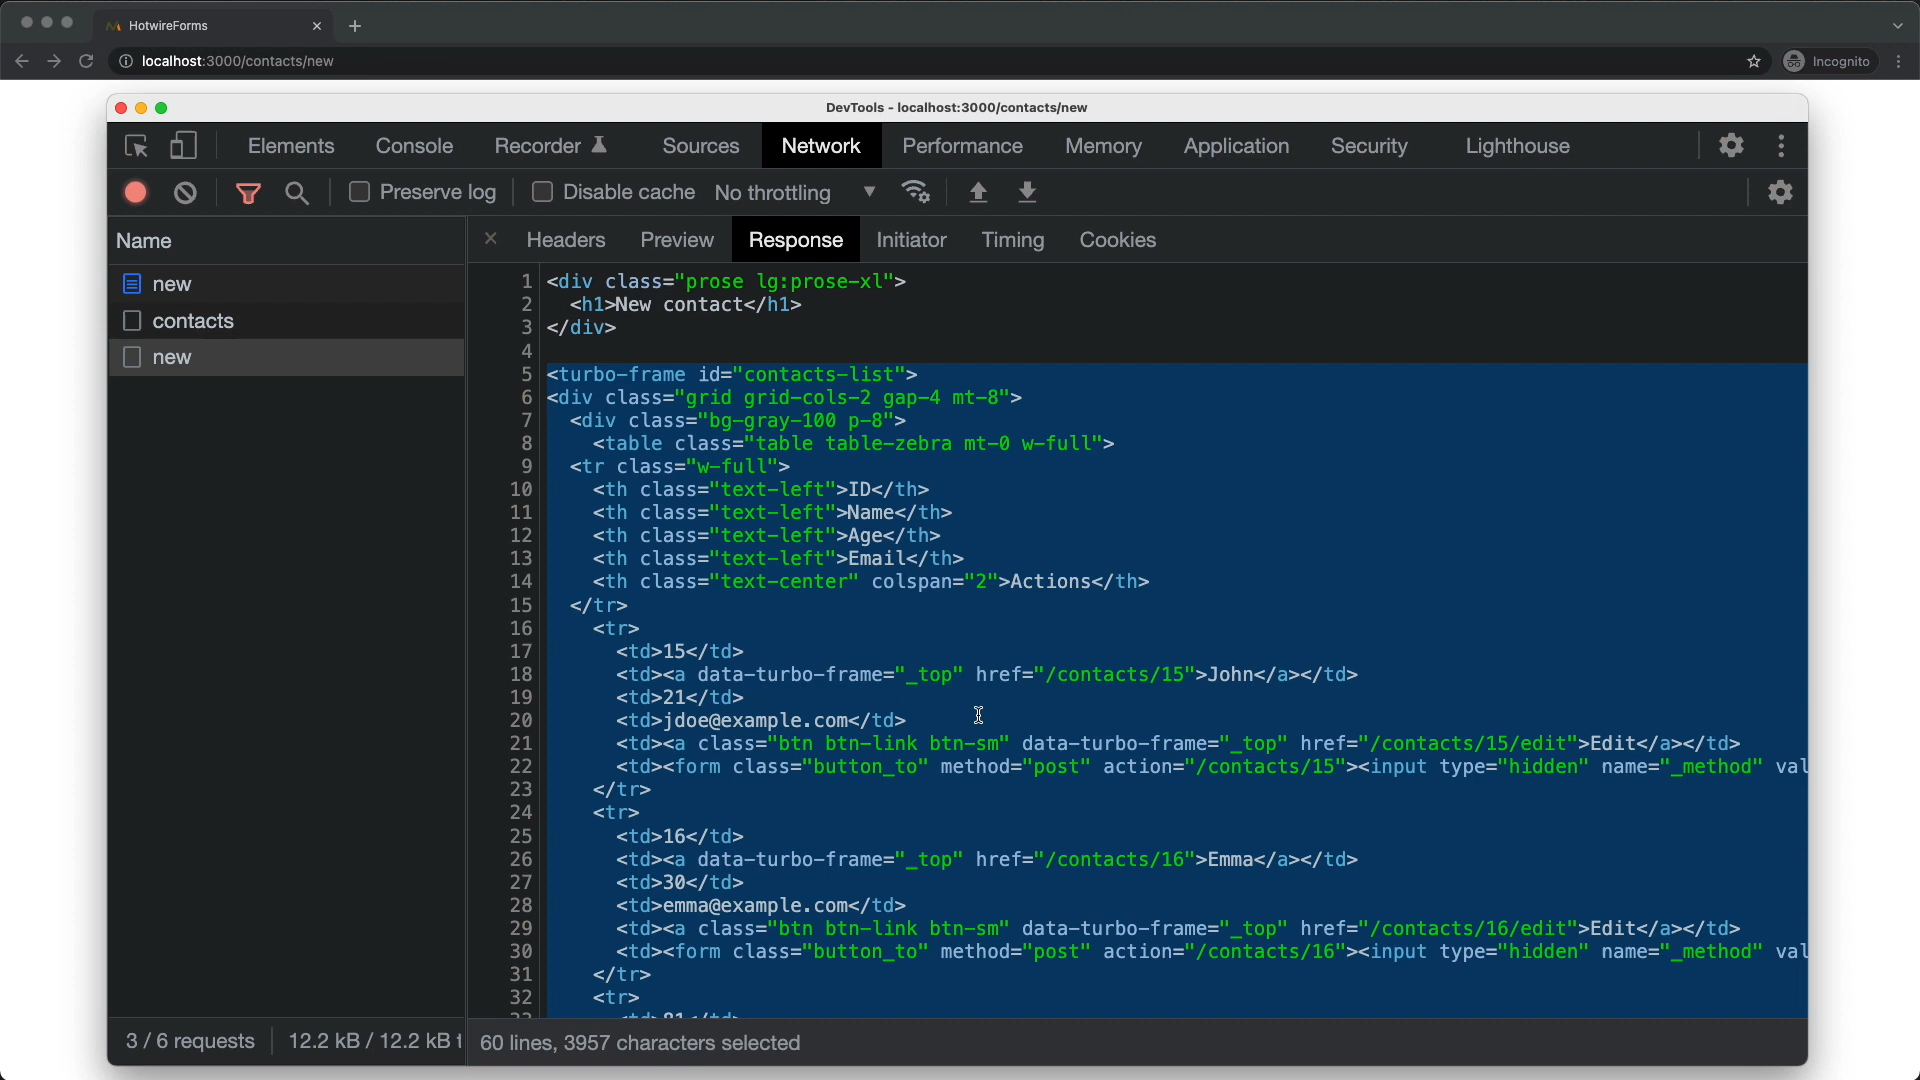 HotwireForms
localhost:3000/contacts/new
Incognito
DevTools - localhost:3000/contacts/new
Elements Console Recorder Sources Network Performance Memory Application Security Lighthouse
Preserve log Disable cache No throttling
Name
Headers Preview Response Initiator Timing Cookies
new
contacts
new
1 <div class="prose lg:prose-xl">
2 <h1>New contact</h1>
3 </div>
4
5 <turbo-frame id="contacts-list">
6 <div class="grid grid-cols-2 gap-4 mt-8">
7 <div class="bg-gray-100 p-8">
8 <table class="table table-zebra mt-0 w-full">
9 <tr class="w-full">
10 <th class="text-left">ID</th>
11 <th class="text-left">Name</th>
12 <th class="text-left">Age</th>
13 <th class="text-left">Email</th>
14 <th class="text-center" colspan="2">Actions</th>
15 </tr>
16 <tr>
17 <td>15</td>
18 <td><a data-turbo-frame="_top" href="/contacts/15">John</a></td>
19 <td>21</td>
20 <td>jdoe@example.com</td>
21 <td><a class="btn btn-link btn-sm" data-turbo-frame="_top" href="/contacts/15/edit">Edit</a></td>
22 <td><form class="button_to" method="post" action="/contacts/15"><input type="hidden" name="_method" val
23 </tr>
24 <tr>
25 <td>16</td>
26 <td><a data-turbo-frame="_top" href="/contacts/16">Emma</a></td>
27 <td>30</td>
28 <td>emma@example.com</td>
29 <td><a class="btn btn-link btn-sm" data-turbo-frame="_top" href="/contacts/16/edit">Edit</a></td>
30 <td><form class="button_to" method="post" action="/contacts/16"><input type="hidden" name="_method" val
31 </tr>
32 <tr>
3 / 6 requests 12.2 kB / 12.2 kB t
60 lines, 3957 characters selected